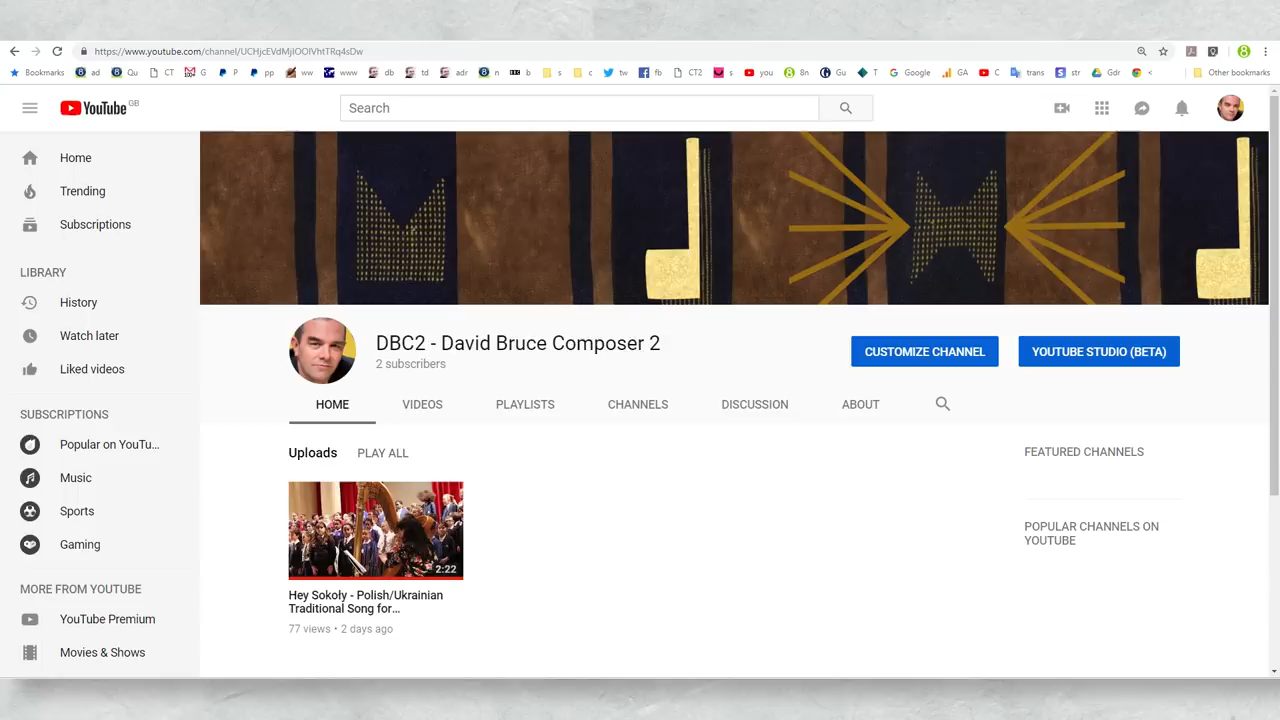 https://www.youtube.com/channel/UCHjcEVdMjIOOlVhtTRq4sDw
Bookmarks ad Qu CT G P pp ww www db td adr n b s c tw fb CT2 s you 8n Gu T Google GA C trans str Gdr < Other bookmarks
YouTube GB
Search
Home
Trending
Subscriptions
LIBRARY
History
Watch later
Liked videos
SUBSCRIPTIONS
Popular on YouTu...
Music
Sports
Gaming
MORE FROM YOUTUBE
YouTube Premium
Movies & Shows
DBC2 - David Bruce Composer 2
2 subscribers
CUSTOMIZE CHANNEL
YOUTUBE STUDIO (BETA)
HOME VIDEOS PLAYLISTS CHANNELS DISCUSSION ABOUT
Uploads PLAY ALL
2:22
Hey Sokoły - Polish/Ukrainian
Traditional Song for...
77 views • 2 days ago
FEATURED CHANNELS
POPULAR CHANNELS ON
YOUTUBE